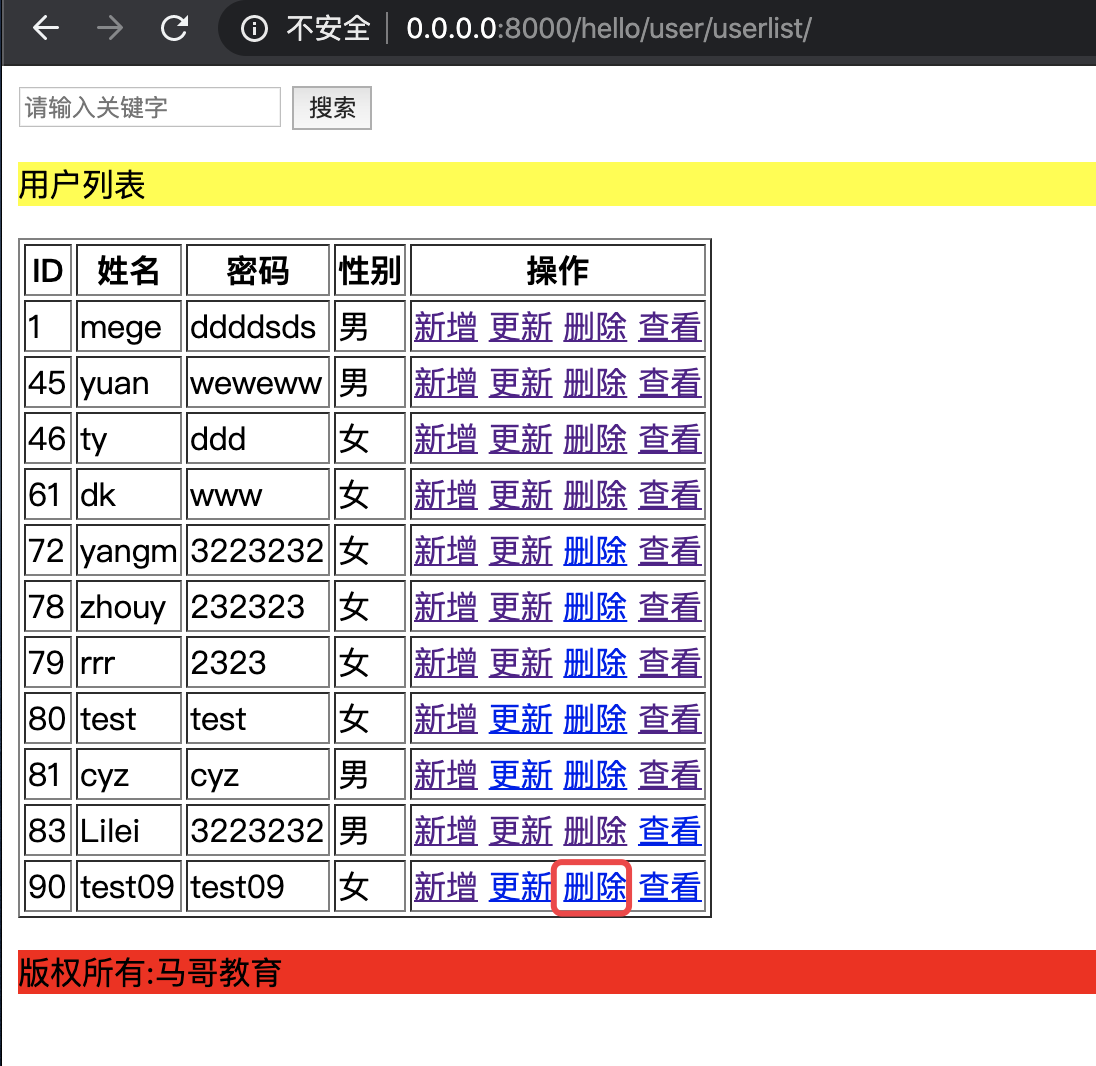 不安全 0.0.0.0:8000/hello/user/userlist/
请输入关键字 搜索
用户列表
ID 姓名 密码 性别 操作
1 mege ddddsds 男 新增 更新 删除 查看
45 yuan weweww 男 新增 更新 删除 查看
46 ty ddd 女 新增 更新 删除 查看
61 dk www 女 新增 更新 删除 查看
72 yangm 3223232 女 新增 更新 删除 查看
78 zhouy 232323 女 新增 更新 删除 查看
79 rrr 2323 女 新增 更新 删除 查看
80 test test 女 新增 更新 删除 查看
81 cyz cyz 男 新增 更新 删除 查看
83 Lilei 3223232 男 新增 更新 删除 查看
90 test09 test09 女 新增 更新 删除 查看
版权所有:马哥教育